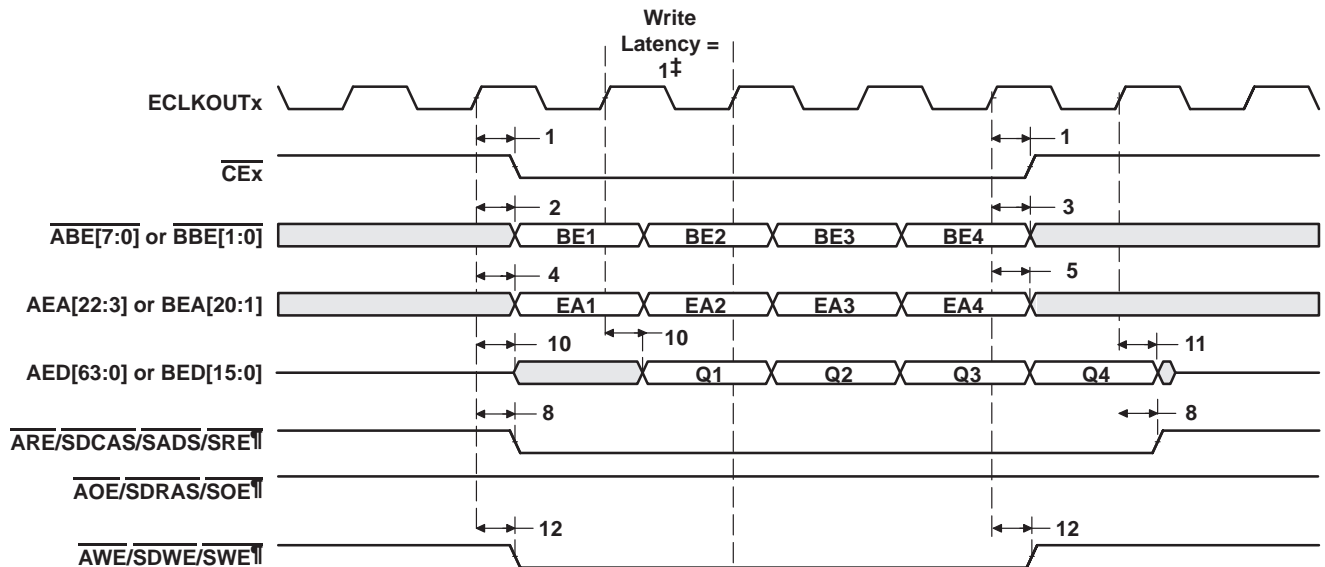 Write
Latency =
1‡
ECLKOUTx
1 1
CEx
2 3
ABE[7:0] or BBE[1:0] BE1 BE2 BE3 BE4
4 5
AEA[22:3] or BEA[20:1] EA1 EA2 EA3 EA4
10 10 11
AED[63:0] or BED[15:0] Q1 Q2 Q3 Q4
8 8
ARE/SDCAS/SADS/SRE¶
AOE/SDRAS/SOE¶
12 12
AWE/SDWE/SWE¶